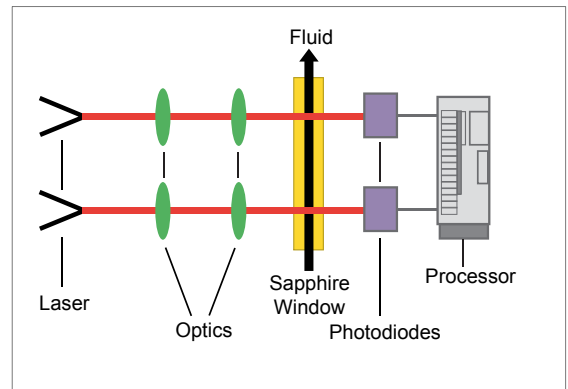 Fluid
Laser
Optics
Sapphire
Window
Photodiodes
Processor